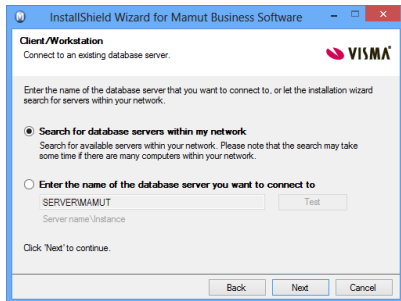 InstallShield Wizard for Mamut Business Software
Client/Workstation
Connect to an existing database server.
VISMA
Enter the name of the database server that you want to connect to, or let the installation wizard
search for servers within your network.
Search for database servers within my network
Search for available servers within your network. Please note that the search may take
some time if there are many computers within your network.
Enter the name of the database server you want to connect to
SERVER\MAMUT
Test
Server name\Instance
Click 'Next' to continue.
Back
Next
Cancel